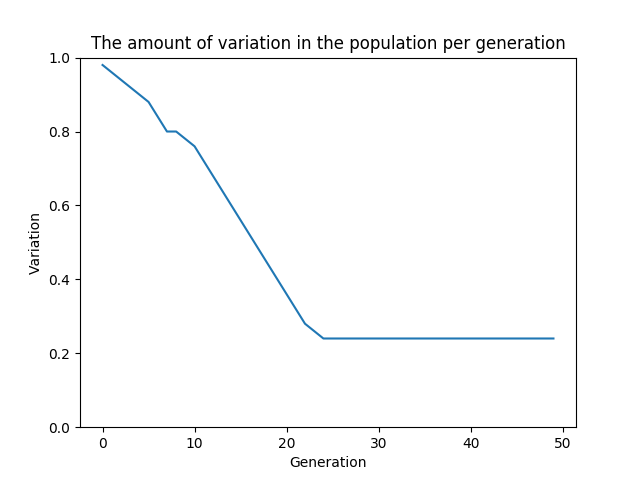 The amount of variation in the population per generation
1.0
0.8
0.6
0.4
0.2
0.0
Variation
0 10 20 30 40 50
Generation